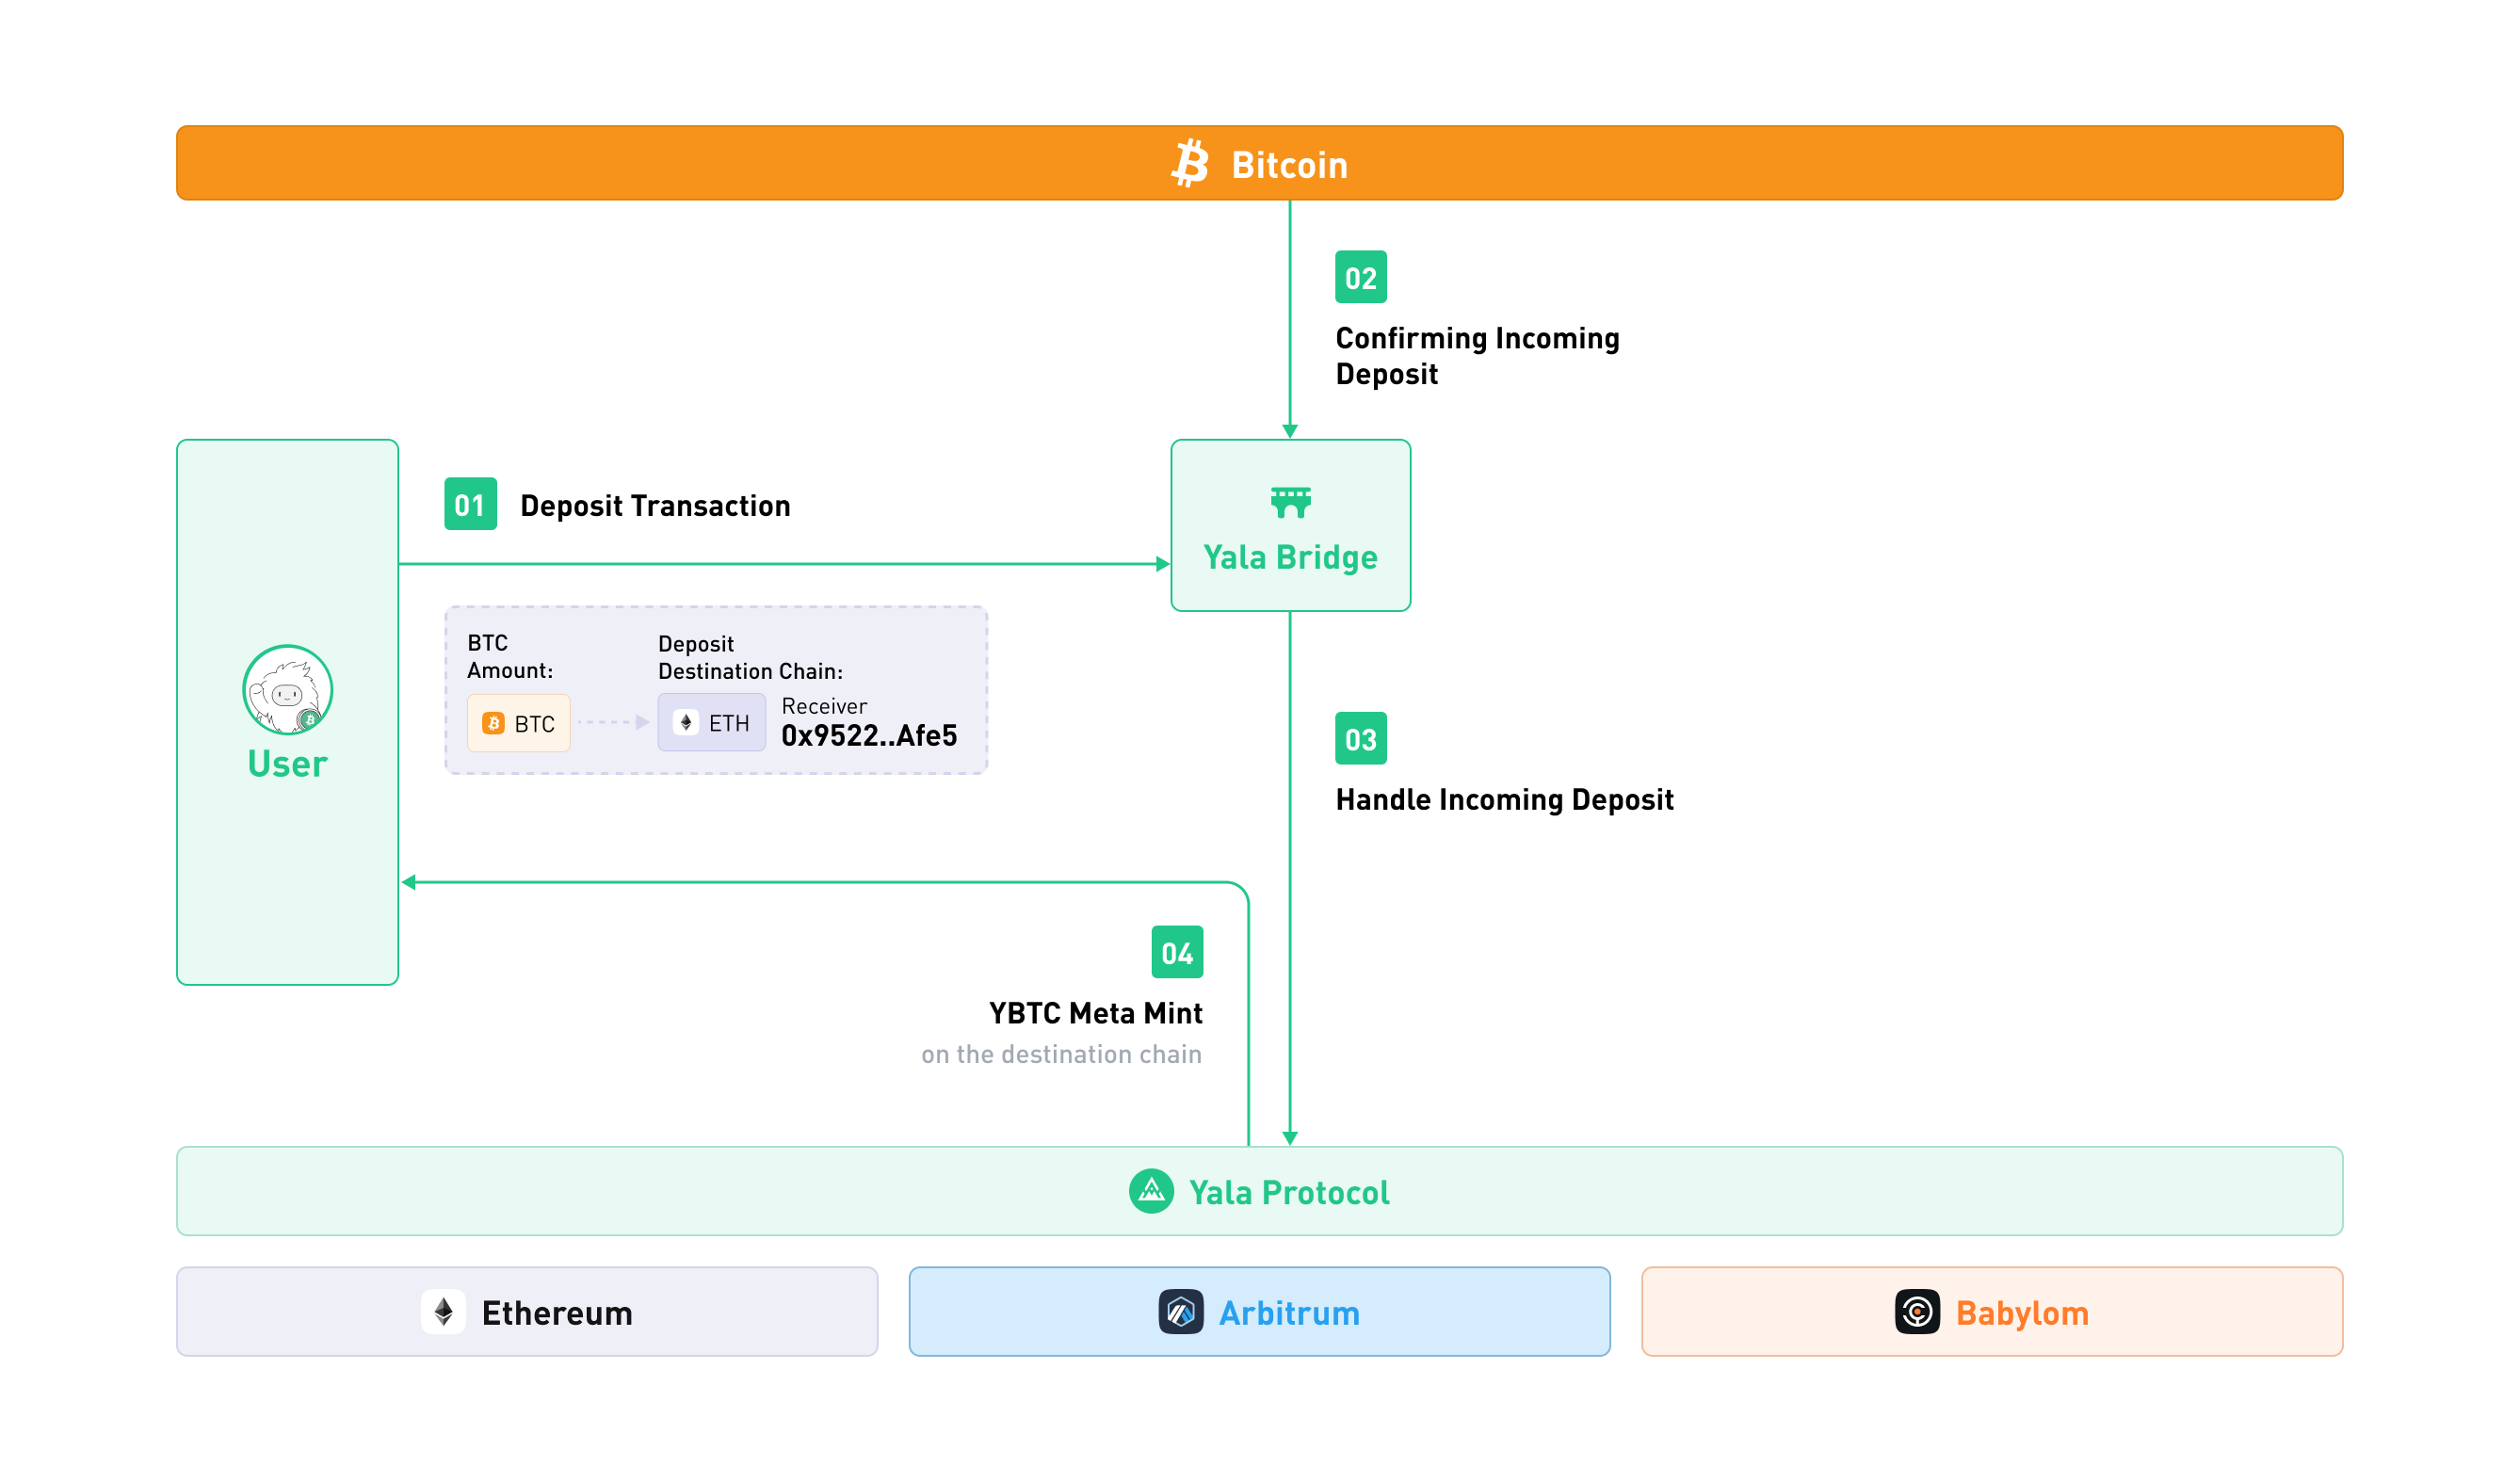 Bitcoin
02
Confirming Incoming
Deposit
01 Deposit Transaction
Yala Bridge
BTC
Amount:
BTC
Deposit
Destination Chain:
ETH
Receiver
0x9522..Afe5
User
03
Handle Incoming Deposit
04
YBTC Meta Mint
on the destination chain
Yala Protocol
Ethereum
Arbitrum
Babylom